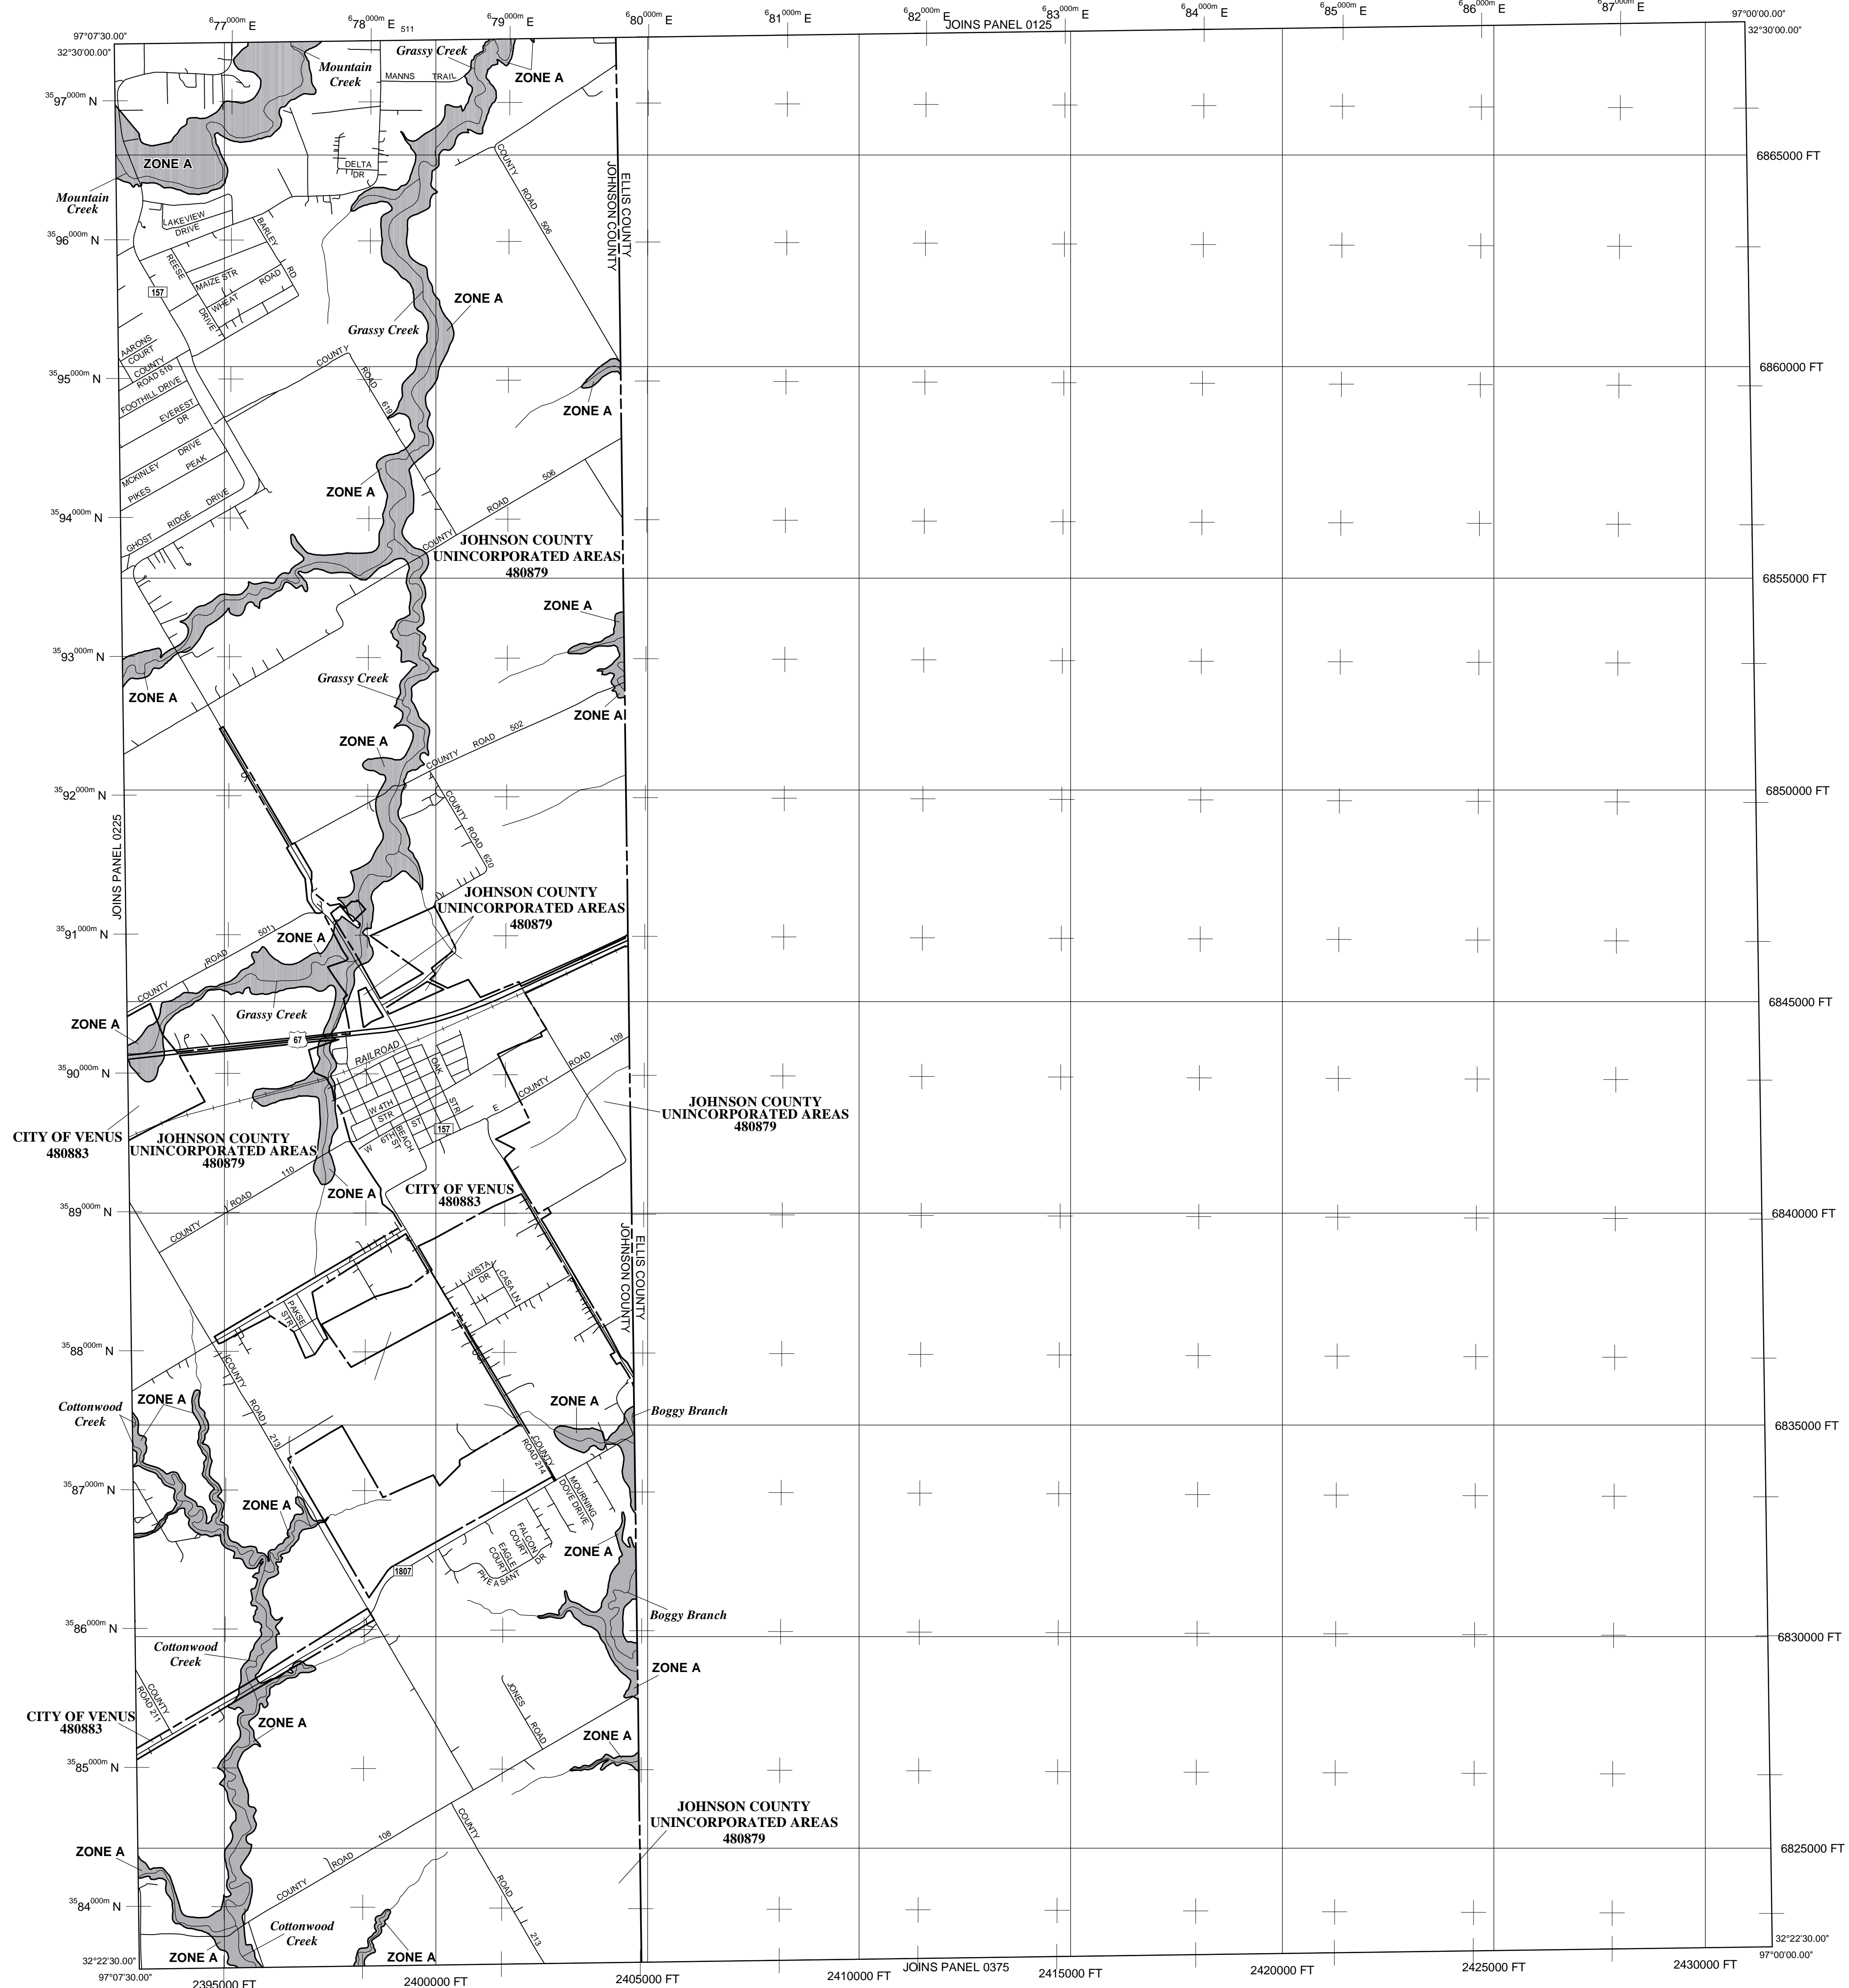 6 77 000m E
6 78 000m E
6 79 000m E
6 80 000m E
6 81 000m E
6 82 000m E
6 83 000m E
6 84 000m E
6 85 000m E
6 86 000m E
6 87 000m E
JOINS PANEL 0125
97°07'30.00"
32°30'00.00"
97°00'00.00"
32°30'00.00"
511
Grassy Creek
Mountain
Creek
MANNS TRAIL
ZONE A
35 97 000m N
ZONE A
DELTA
DR
6865000 FT
Mountain
Creek
COUNTY ROAD 506
ELLIS COUNTY
JOHNSON COUNTY
LAKEVIEW
DRIVE
BARLEY RD
35 96 000m N
REESE DRIVE
MAIZE STR
WHEAT ROAD
157
ZONE A
Grassy Creek
AARONS
COURT
COUNTY
ROAD 510
COUNTY ROAD 619
6860000 FT
35 95 000m N
FOOTHILL DRIVE
EVEREST
DR
ZONE A
MCKINLEY DRIVE
PIKES PEAK
ZONE A
COUNTY ROAD 506
35 94 000m N
GHOST RIDGE DRIVE
JOHNSON COUNTY
UNINCORPORATED AREAS
480879
6855000 FT
ZONE A
35 93 000m N
Grassy Creek
ZONE A
ZONE A
ZONE A
COUNTY ROAD 502
35 92 000m N
6850000 FT
COUNTY ROAD 620
JOINS PANEL 0225
JOHNSON COUNTY
UNINCORPORATED AREAS
480879
35 91 000m N
COUNTY ROAD 501
ZONE A
6845000 FT
Grassy Creek
ZONE A
67
RAILROAD
OAK STR
35 90 000m N
E COUNTY ROAD 109
W 4TH
STR
W 6TH ST
BEACH
ST
157
JOHNSON COUNTY
UNINCORPORATED AREAS
480879
CITY OF VENUS
480883
JOHNSON COUNTY
UNINCORPORATED AREAS
480879
COUNTY ROAD 110
ZONE A
CITY OF VENUS
480883
35 89 000m N
6840000 FT
ELLIS COUNTY
JOHNSON COUNTY
VISTA
DR
CASA LN
PAKSE
STR
35 88 000m N
COUNTY ROAD 213
ZONE A
ZONE A
Cottonwood
Creek
Boggy Branch
6835000 FT
COUNTY
ROAD 214
35 87 000m N
MOURNING
DOVE DRIVE
ZONE A
FALCON
COURT
EAGLE
COURT
PHEASANT
RD
ZONE A
1807
Boggy Branch
35 86 000m N
6830000 FT
Cottonwood
Creek
ZONE A
COUNTY
ROAD 211
JONES ROAD
CITY OF VENUS
480883
ZONE A
ZONE A
35 85 000m N
JOHNSON COUNTY
UNINCORPORATED AREAS
480879
COUNTY ROAD 108
COUNTY ROAD 213
6825000 FT
ZONE A
35 84 000m N
Cottonwood
Creek
ZONE A
ZONE A
32°22'30.00"
97°07'30.00"
32°22'30.00"
97°00'00.00"
2395000 FT
2400000 FT
2405000 FT
2410000 FT
JOINS PANEL 0375
2415000 FT
2420000 FT
2425000 FT
2430000 FT